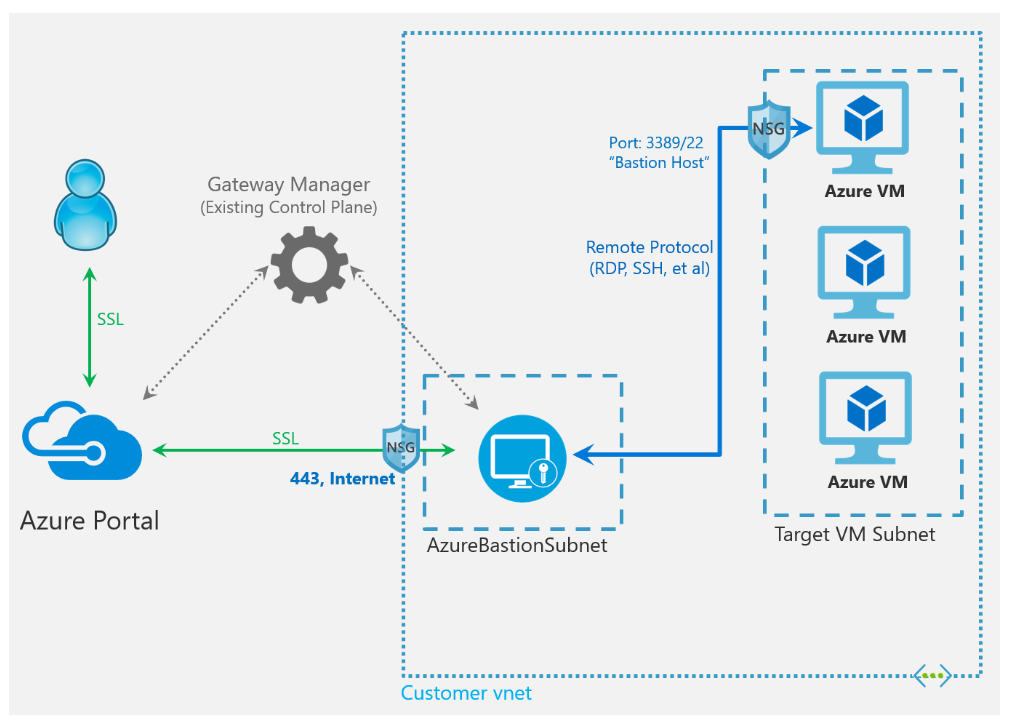 NSG
Port: 3389/22
“Bastion Host”
Azure VM
Gateway Manager
(Existing Control Plane)
Remote Protocol
(RDP, SSH, et al)
SSL
Azure VM
SSL
NSG
443, Internet
Azure VM
Azure Portal
AzureBastionSubnet
Target VM Subnet
Customer vnet